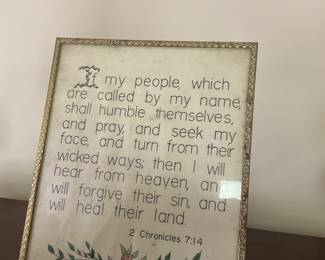 If my people, which
are called by my name,
shall humble themselves,
and pray, and seek my
face, and turn from their
wicked ways; then I will
hear from heaven, an
will forgive their sin, and
will heal their land.
2 Chronicles 7:14